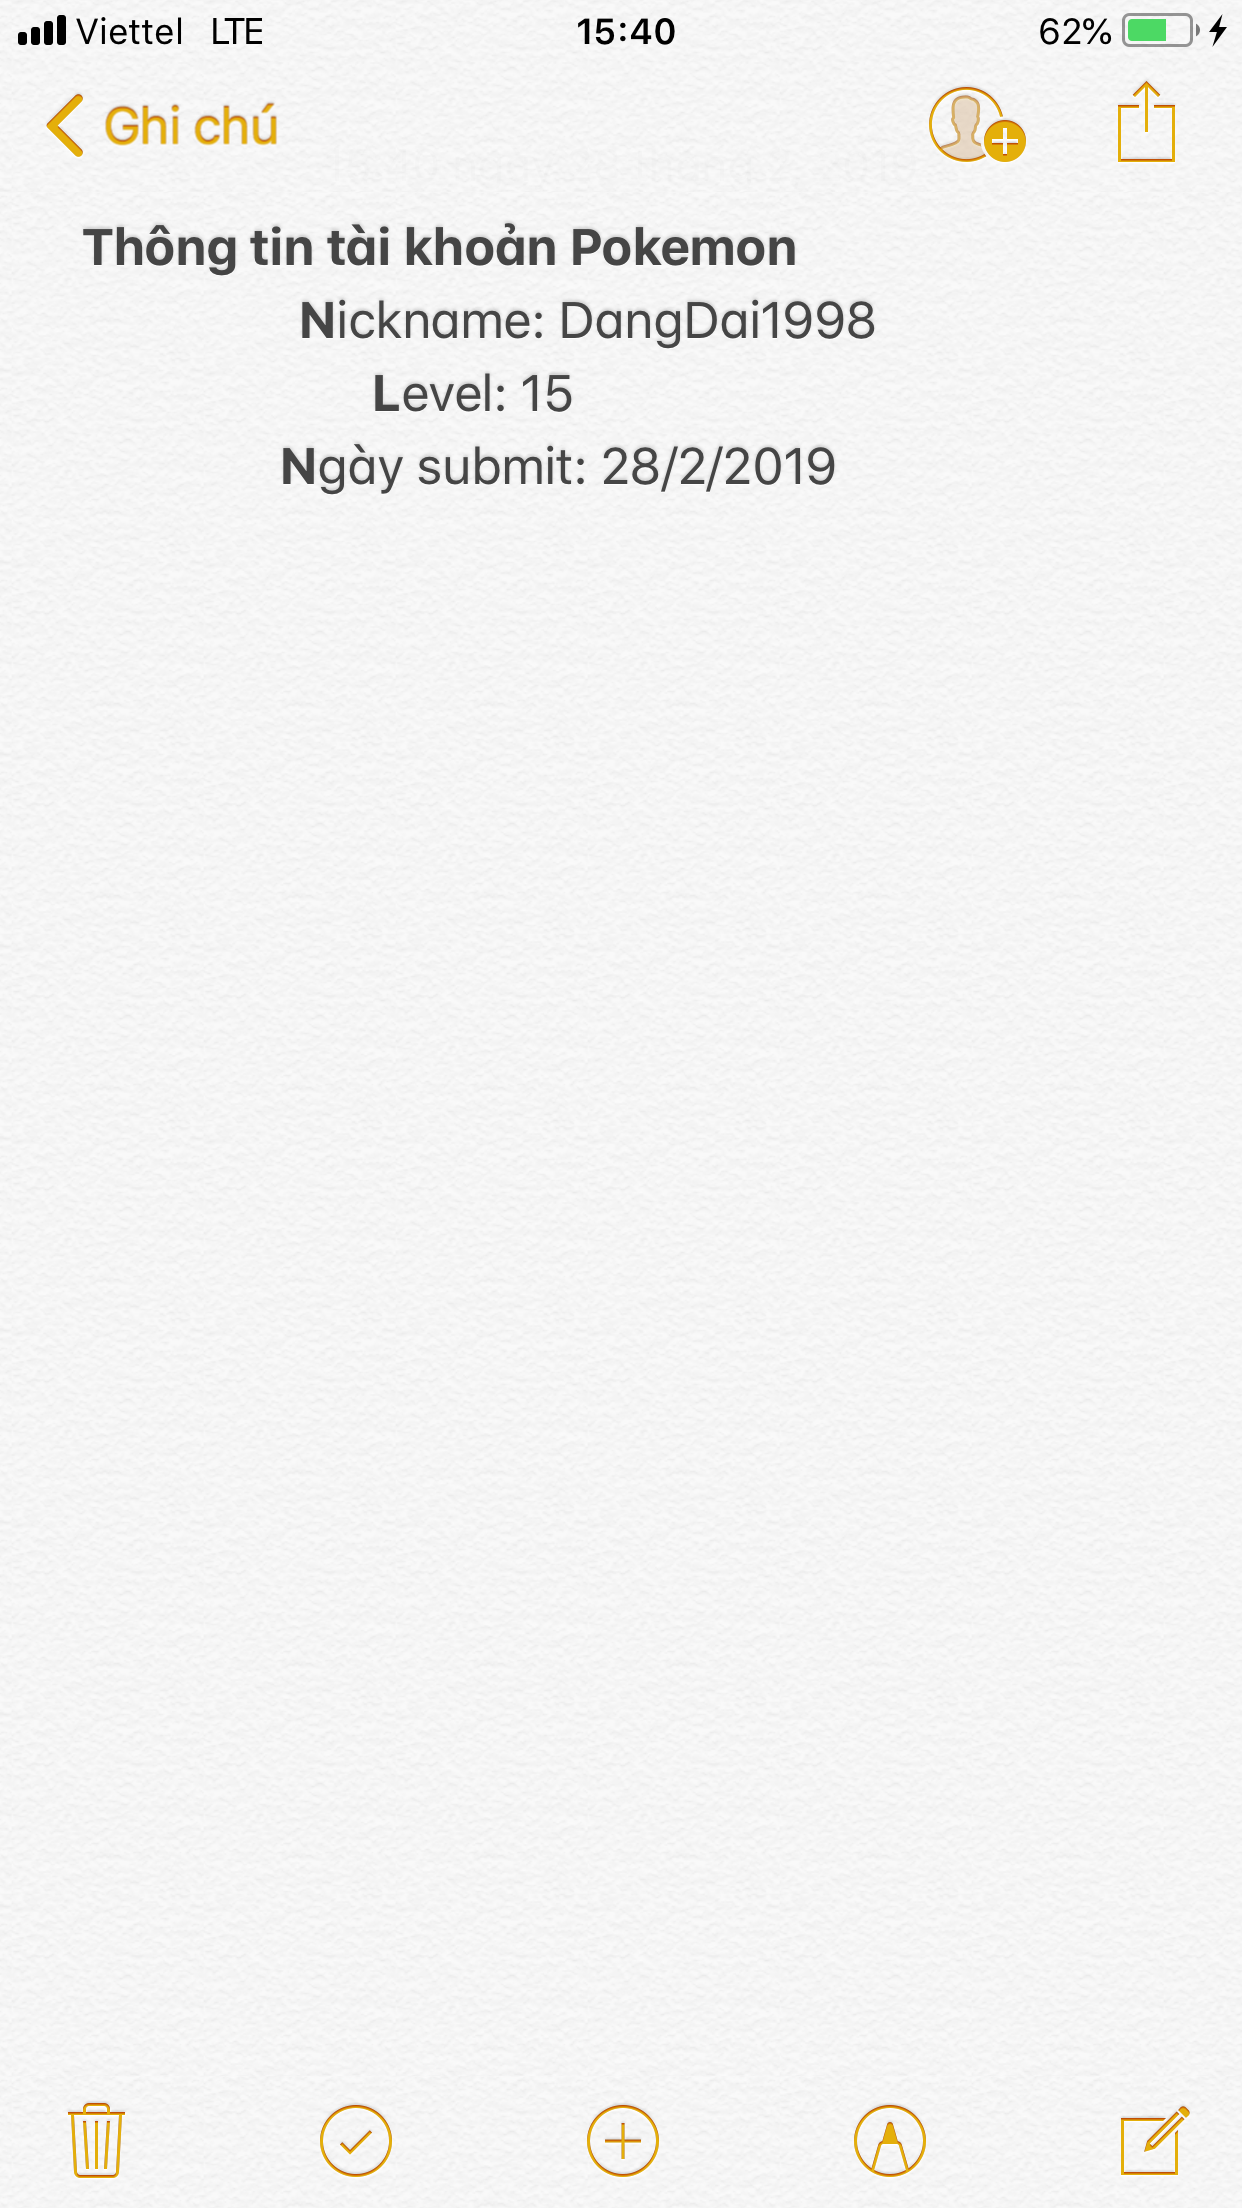 Viettel LTE 15:40 62%
Ghi chú
Thông tin tài khoản Pokemon
Nickname: DangDai1998
Level: 15
Ngày submit: 28/2/2019